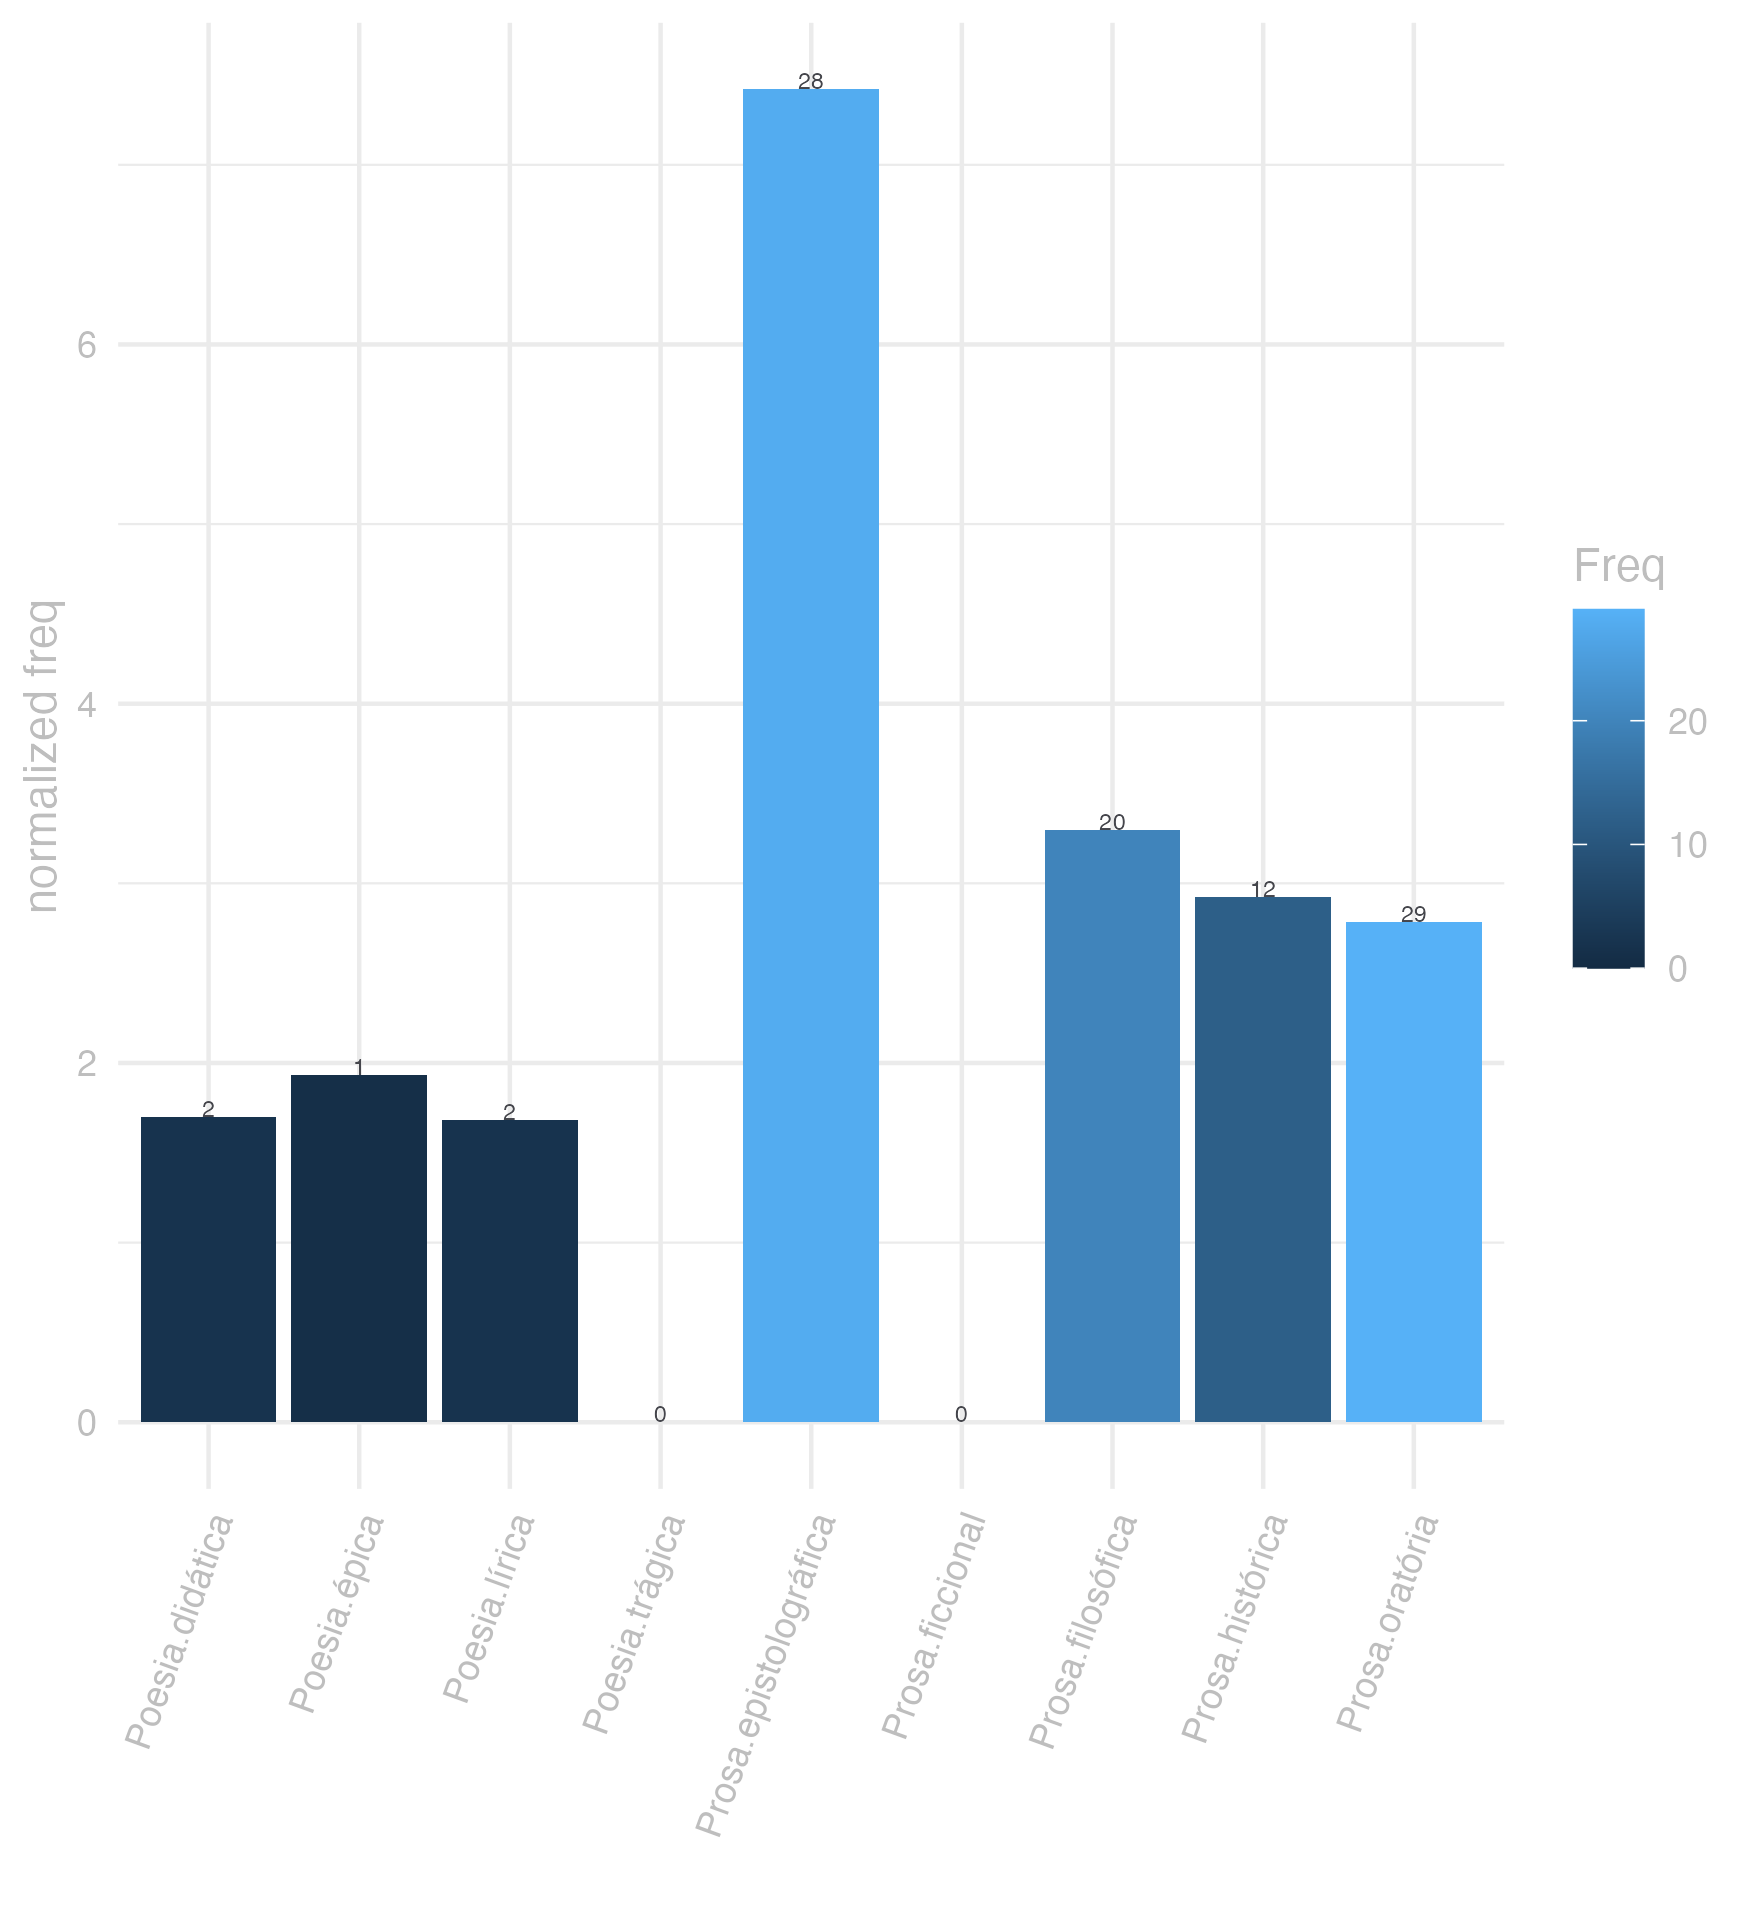 28
6
Freq
normalized freq
4
20
20
10
12
29
0
2
1
2
2
0
0
0
Poesia.didática
Poesia.épica
Poesia.lírica
Poesia.trágica
Prosa.epistolográfica
Prosa.ficcional
Prosa.filosófica
Prosa.histórica
Prosa.oratória